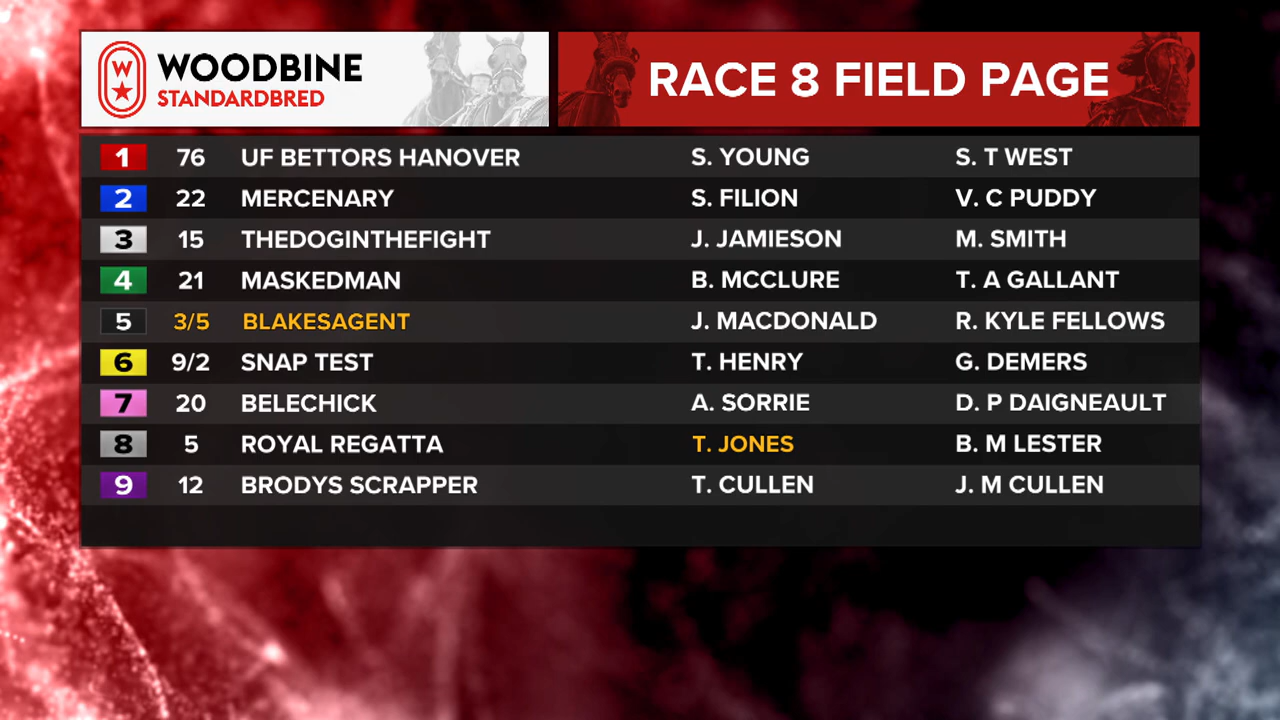 W
WOODBINE
STANDARDBRED
RACE 8 FIELD PAGE
1 76 UF BETTORS HANOVER S. YOUNG S. T WEST
2 22 MERCENARY S. FILION V. C PUDDY
3 15 THEDOGINTHEFIGHT J. JAMIESON M. SMITH
4 21 MASKEDMAN B. MCCLURE T. A GALLANT
5 3/5 BLAKESAGENT J. MACDONALD R. KYLE FELLOWS
6 9/2 SNAP TEST T. HENRY G. DEMERS
7 20 BELECHICK A. SORRIE D. P DAIGNEAULT
8 5 ROYAL REGATTA T. JONES B. M LESTER
9 12 BRODYS SCRAPPER T. CULLEN J. M CULLEN